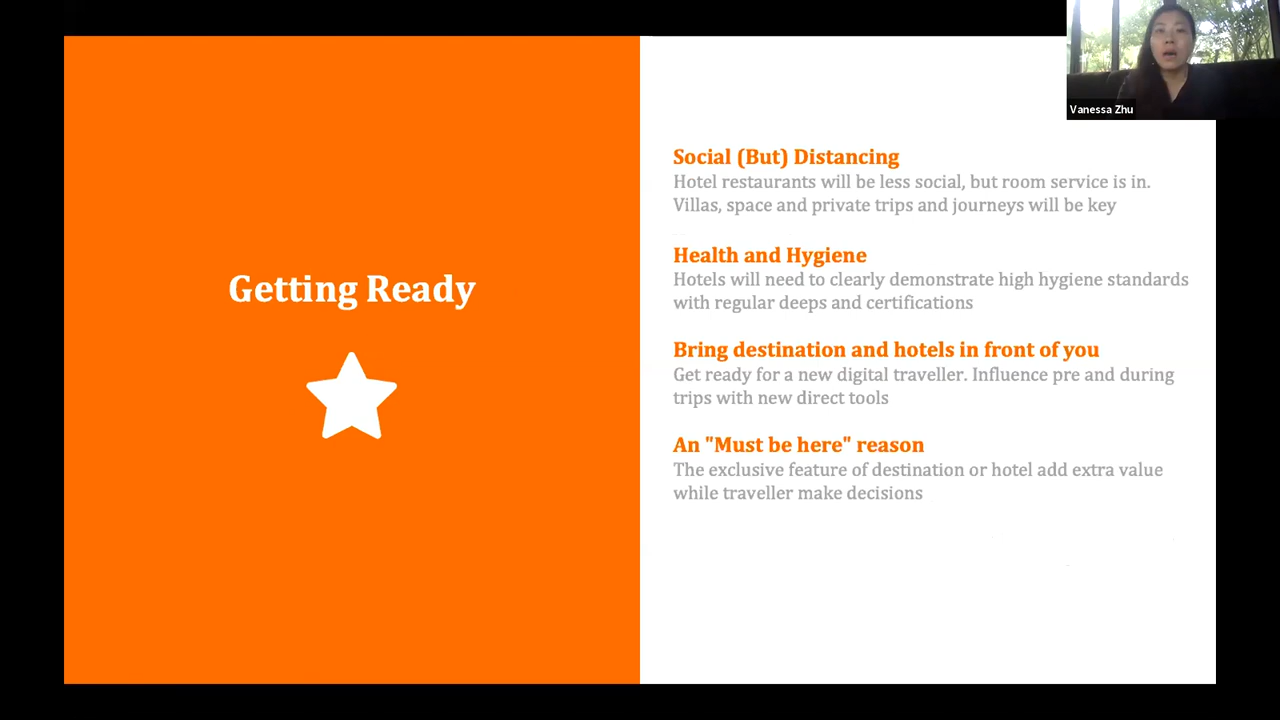 Vanessa Zhu
Getting Ready
Social (But) Distancing
Hotel restaurants will be less social, but room service is in.
Villas, space and private trips and journeys will be key
Health and Hygiene
Hotels will need to clearly demonstrate high hygiene standards
with regular deeps and certifications
Bring destination and hotels in front of you
Get ready for a new digital traveller. Influence pre and during
trips with new direct tools
An "Must be here" reason
The exclusive feature of destination or hotel add extra value
while traveller make decisions